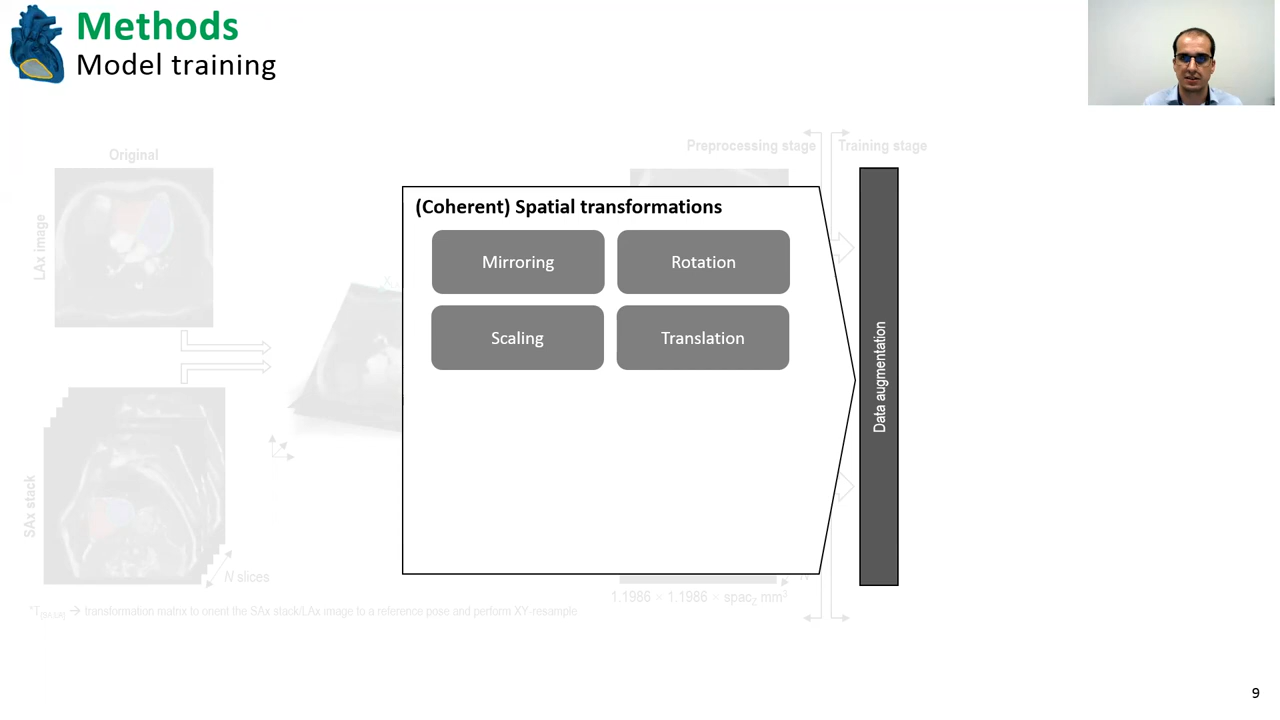 Methods
Model training
Original
Preprocessing stage
Training stage
LAx image
(Coherent) Spatial transformations
Mirroring
Rotation
Scaling
Translation
Data augmentation
SAx stack
N slices
1.1986 × 1.1986 × spacZ mm³
→ transformation matrix to orient the SAx stack/LAx image to a reference pose and perform XY-resample
9